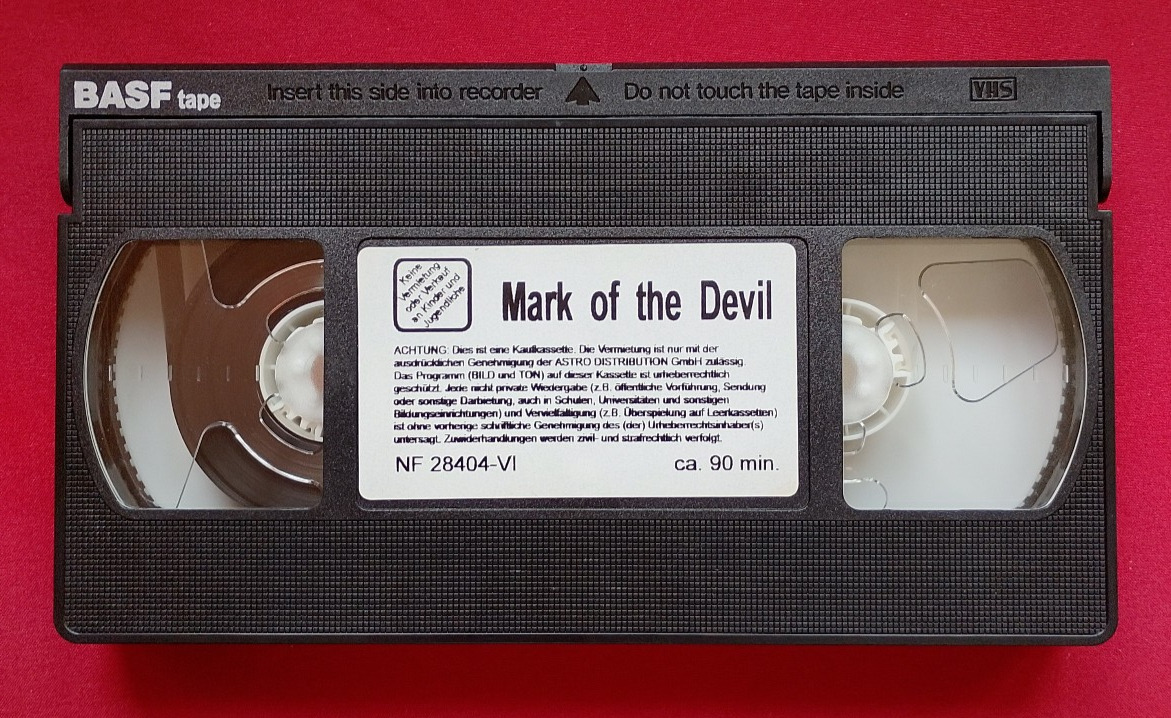 BASF tape Insert this side into recorder Do not touch the tape inside VHS
Keine
Vermietung
oder Verkauf
an Kinder und
Jugendliche
Mark of the Devil
ACHTUNG: Dies ist eine Kaufkassette. Die Vermietung ist nur mit der
ausdrücklichen Genehmigung der ASTRO DISTRIBUTION GmbH zulässig.
Das Programm (BILD und TON) auf dieser Kassette ist urheberrechtlich
geschützt. Jede nicht private Wiedergabe (z.B. öffentliche Vorführung, Sendung
oder sonstige Darbietung, auch in Schulen, Universitäten und sonstigen
Bildungseinrichtungen) und Vervielfältigung (z.B. Überspielung auf Leerkassetten)
ist ohne vorherige schriftliche Genehmigung des (der) Urheberrechtsinhaber(s)
untersagt. Zuwiderhandlungen werden zivil- und strafrechtlich verfolgt.
NF 28404-VI ca. 90 min.